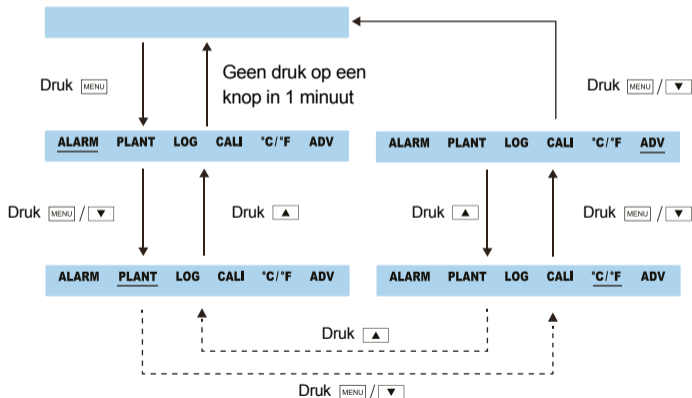 Druk MENU
Geen druk op een
knop in 1 minuut
Druk MENU / ▼
ALARM PLANT LOG CALI °C/°F ADV
ALARM PLANT LOG CALI °C/°F ADV
Druk MENU / ▼
Druk ▲
Druk ▲
Druk MENU / ▼
ALARM PLANT LOG CALI °C/°F ADV
ALARM PLANT LOG CALI °C/°F ADV
Druk ▲
Druk MENU / ▼